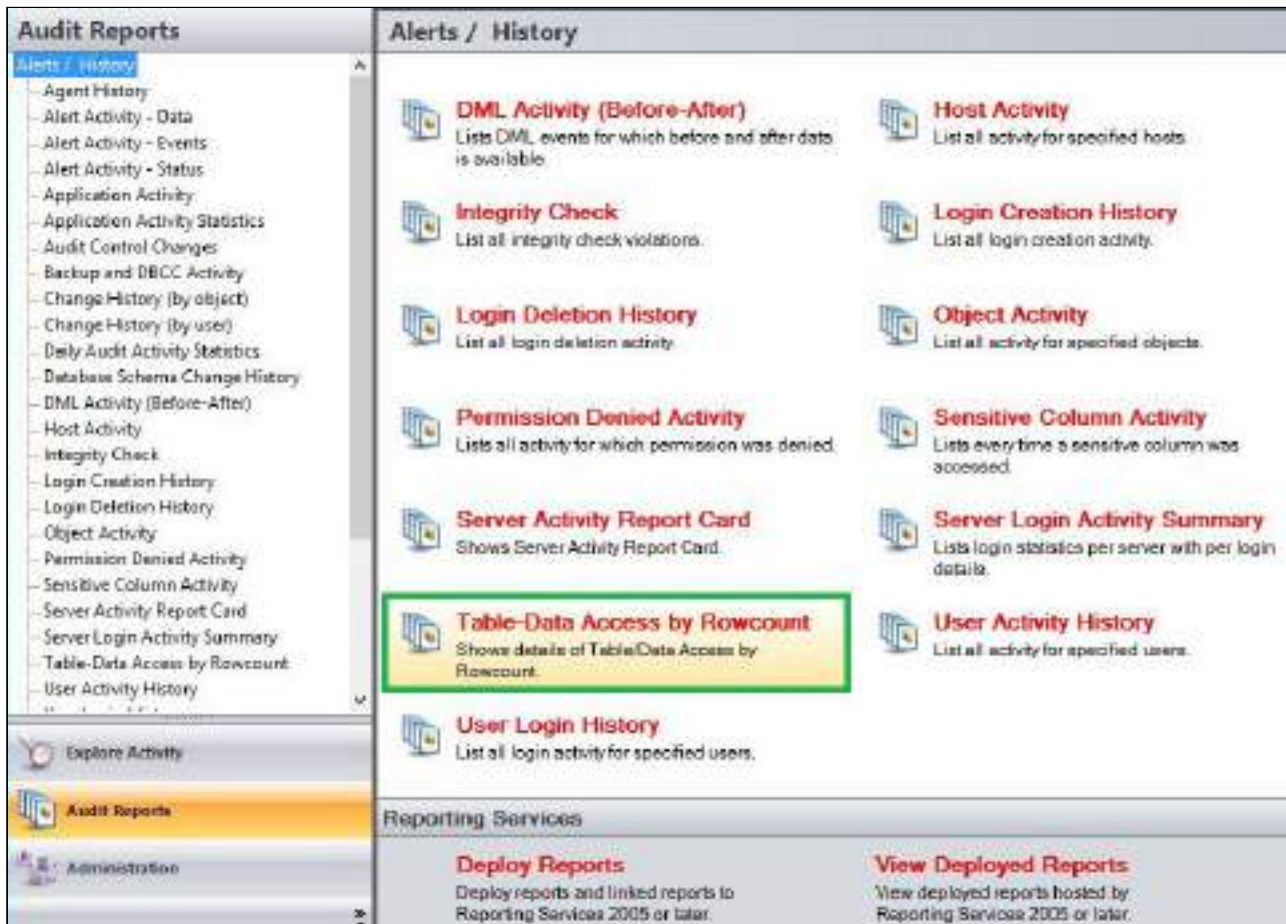 Audit Reports
Alerts / History
Agent History
Alert Activity - Data
Alert Activity - Events
Alert Activity - Status
Application Activity
Application Activity Statistics
Audit Control Changes
Backup and DBCC Activity
Change History (by object)
Change History (by user)
Daily Audit Activity Statistics
Database Schema Change History
DML Activity (Before-After)
Host Activity
Integrity Check
Login Creation History
Login Deletion History
Object Activity
Permission Denied Activity
Sensitive Column Activity
Server Activity Report Card
Server Login Activity Summary
Table-Data Access by Rowcount
User Activity History
Explore Activity
Audit Reports
Administration
Alerts / History
DML Activity (Before-After)
Lists DML events for which before and after data
is available.
Host Activity
List all activity for specified hosts.
Integrity Check
List all integrity check violations.
Login Creation History
List all login creation activity.
Login Deletion History
List all login deletion activity.
Object Activity
List all activity for specified objects.
Permission Denied Activity
Lists all activity for which permission was denied.
Sensitive Column Activity
Lists every time a sensitive column was
accessed.
Server Activity Report Card
Shows Server Activity Report Card.
Server Login Activity Summary
Lists login statistics per server with per login
details.
Table-Data Access by Rowcount
Shows details of Table/Data Access by
Rowcount.
User Activity History
List all activity for specified users.
User Login History
List all login activity for specified users.
Reporting Services
Deploy Reports
Deploy reports and linked reports to
Reporting Services 2005 or later.
View Deployed Reports
View deployed reports hosted by
Reporting Services 2005 or later.